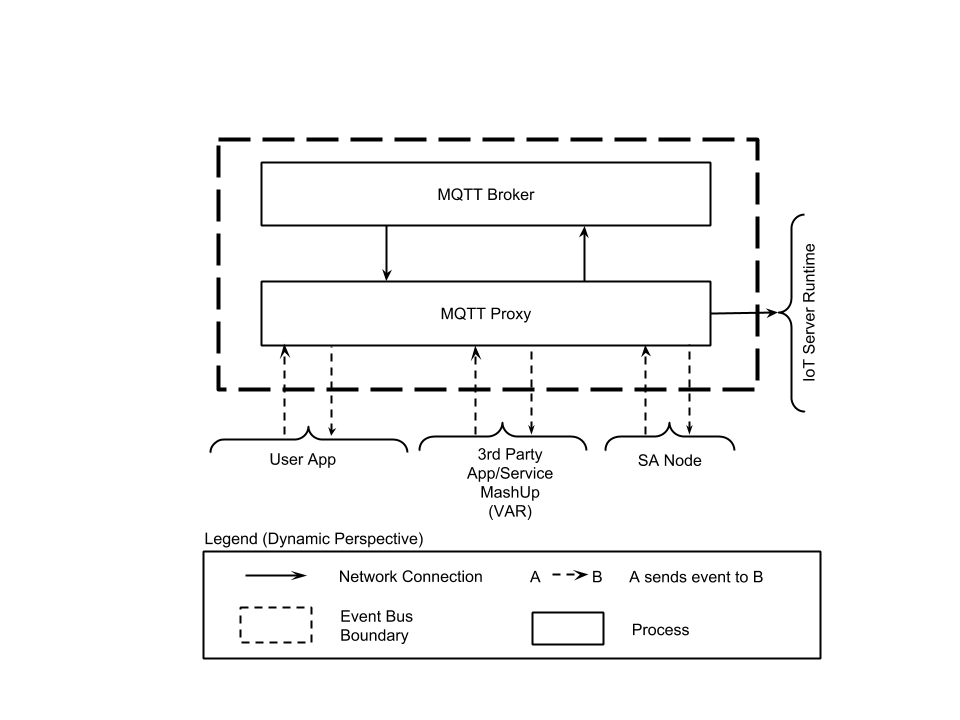 MQTT Broker
MQTT Proxy
IoT Server Runtime
User App
3rd Party
App/Service
MashUp
(VAR)
SA Node
Legend (Dynamic Perspective)
Network Connection
A
B
A sends event to B
Event Bus
Boundary
Process